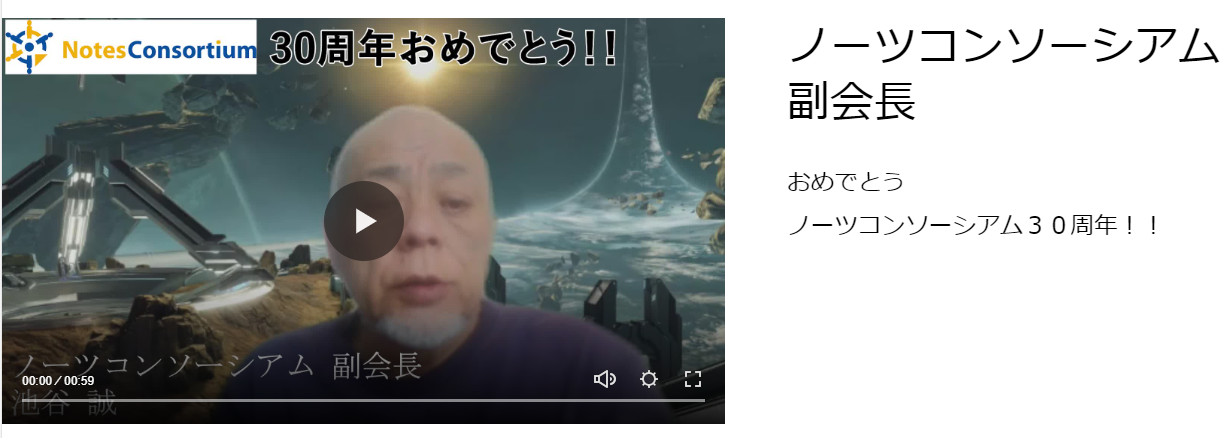 NotesConsortium
30周年おめでとう!!
ノーツコンソーシアム 副会長
池谷 誠
00:00/00:59
ノーツコンソーシアム
副会長
おめでとう
ノーツコンソーシアム３０周年！！